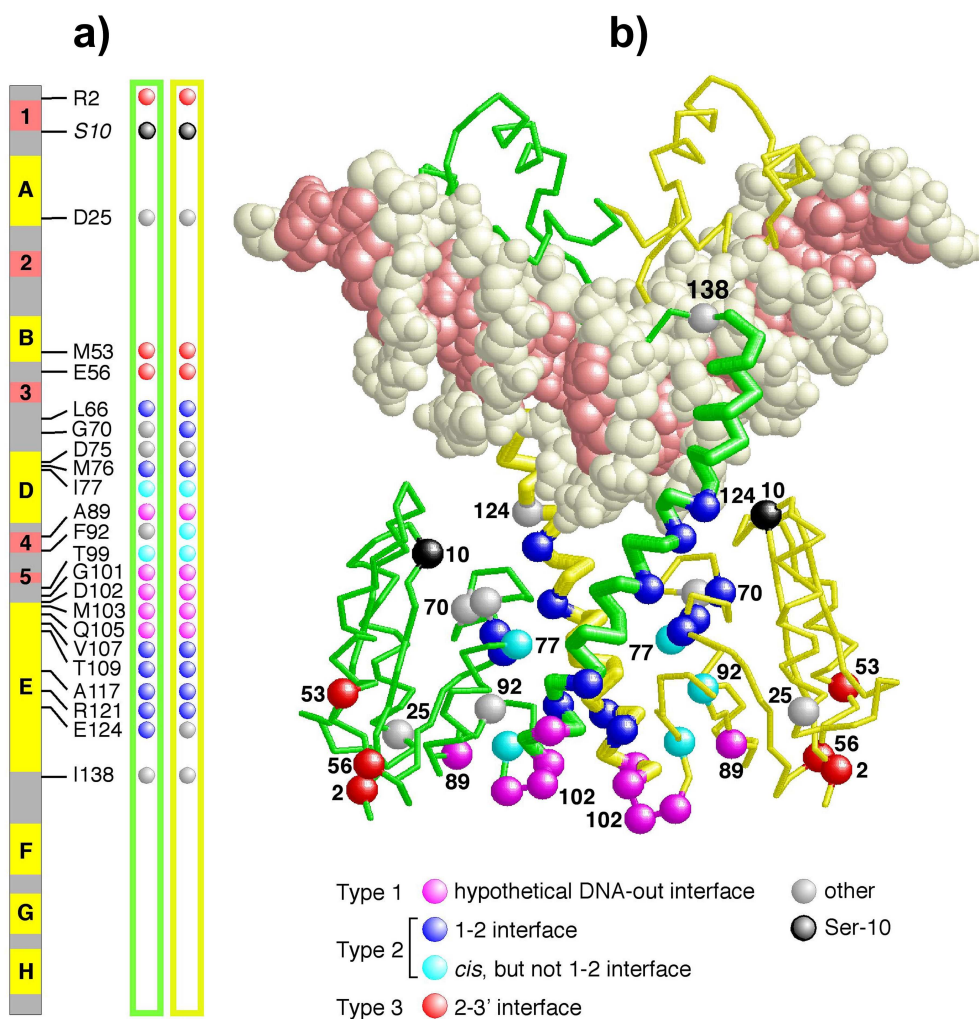 a)
b)
R2
1
S10
A
D25
2
B
M53
E56
3
L66
G70
D75
D
M76
I77
A89
4
F92
T99
5
G101
D102
M103
Q105
V107
E
T109
A117
R121
E124
I138
F
G
H
138
124
124 10
10
70
70
77
77
53
25
92
92
25
53
56
2
89
102
102
89
56
2
Type 1 hypothetical DNA-out interface
other
Type 2 1-2 interface
Ser-10
cis, but not 1-2 interface
Type 3 2-3' interface